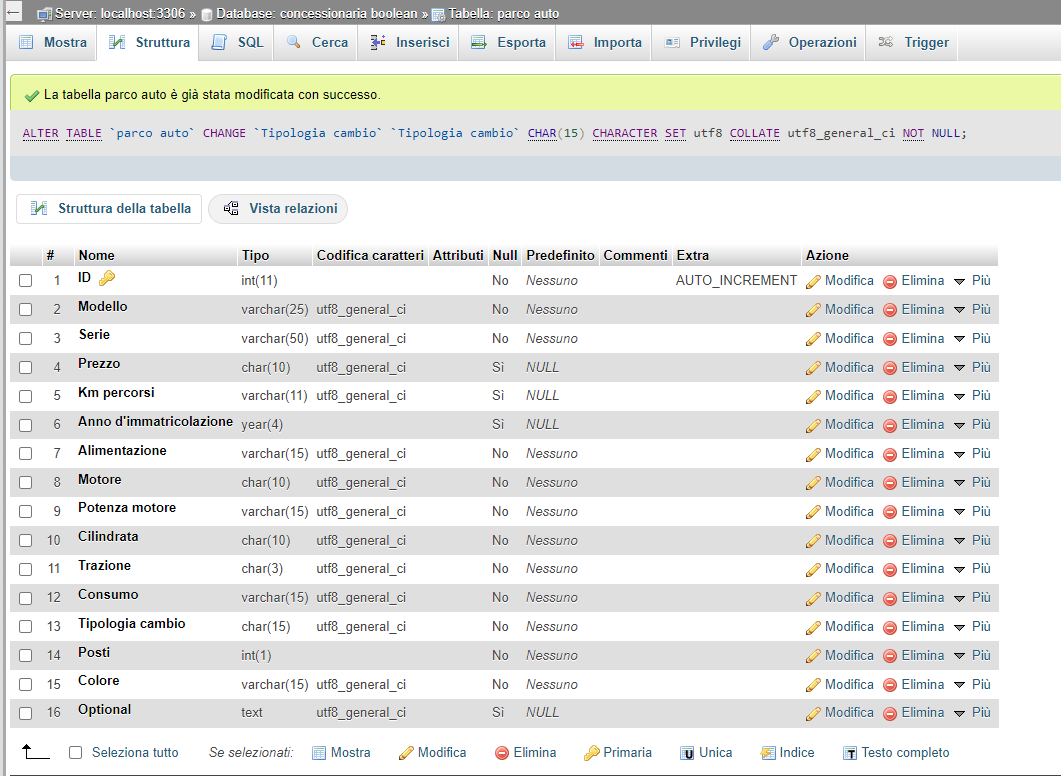 Server: localhost:3306 » Database: concessionaria boolean » Tabella: parco auto
Mostra Struttura SQL Cerca Inserisci Esporta Importa Privilegi Operazioni Trigger
La tabella parco auto è già stata modificata con successo.
ALTER TABLE `parco auto` CHANGE `Tipologia cambio` `Tipologia cambio` CHAR(15) CHARACTER SET utf8 COLLATE utf8_general_ci NOT NULL;
Struttura della tabella Vista relazioni
# Nome Tipo Codifica caratteri Attributi Null Predefinito Commenti Extra Azione
1 ID int(11) No Nessuno AUTO_INCREMENT Modifica Elimina Più
2 Modello varchar(25) utf8_general_ci No Nessuno Modifica Elimina Più
3 Serie varchar(50) utf8_general_ci No Nessuno Modifica Elimina Più
4 Prezzo char(10) utf8_general_ci Sì NULL Modifica Elimina Più
5 Km percorsi varchar(11) utf8_general_ci Sì NULL Modifica Elimina Più
6 Anno d'immatricolazione year(4) Sì NULL Modifica Elimina Più
7 Alimentazione varchar(15) utf8_general_ci No Nessuno Modifica Elimina Più
8 Motore char(10) utf8_general_ci No Nessuno Modifica Elimina Più
9 Potenza motore varchar(15) utf8_general_ci No Nessuno Modifica Elimina Più
10 Cilindrata char(10) utf8_general_ci No Nessuno Modifica Elimina Più
11 Trazione char(3) utf8_general_ci No Nessuno Modifica Elimina Più
12 Consumo varchar(15) utf8_general_ci No Nessuno Modifica Elimina Più
13 Tipologia cambio char(15) utf8_general_ci No Nessuno Modifica Elimina Più
14 Posti int(1) No Nessuno Modifica Elimina Più
15 Colore varchar(15) utf8_general_ci No Nessuno Modifica Elimina Più
16 Optional text utf8_general_ci Sì NULL Modifica Elimina Più
Seleziona tutto Se selezionati: Mostra Modifica Elimina Primaria Unica Indice Testo completo